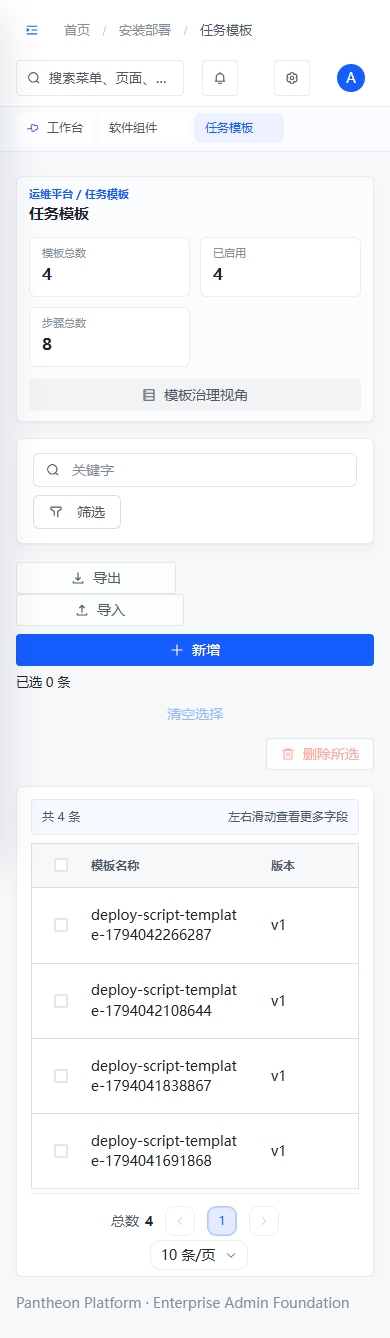 首页 / 安装部署 / 任务模板
搜索菜单、页面、...
A
工作台 软件组件 任务模板
运维平台 / 任务模板
任务模板
模板总数
4
已启用
4
步骤总数
8
模板治理视角
关键字
筛选
导出
导入
新增
已选 0 条
清空选择
删除所选
共 4 条 左右滑动查看更多字段
模板名称 版本
deploy-script-templat
e-1794042266287
v1
deploy-script-templat
e-1794042108644
v1
deploy-script-templat
e-1794041838867
v1
deploy-script-templat
e-1794041691868
v1
总数 4 1
10 条/页
Pantheon Platform · Enterprise Admin Foundation